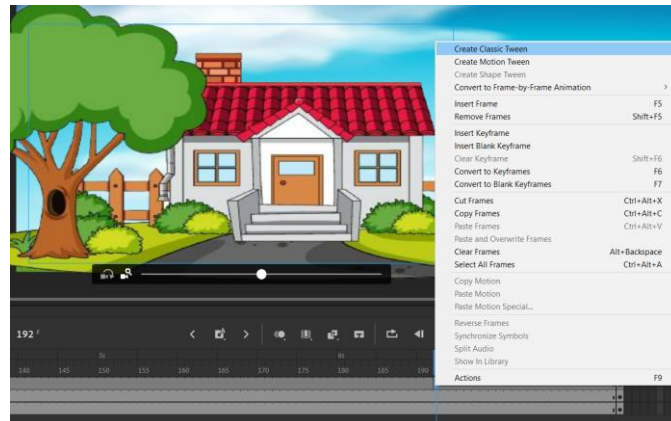 Create Classic Tween
Create Motion Tween
Create Shape Tween
Convert to Frame-by-Frame Animation >
Insert Frame F5
Remove Frames Shift+F5
Insert Keyframe
Insert Blank Keyframe
Clear Keyframe Shift+F6
Convert to Keyframes F6
Convert to Blank Keyframes F7
Cut Frames Ctrl+Alt+X
Copy Frames Ctrl+Alt+C
Paste Frames Ctrl+Alt+V
Paste and Overwrite Frames
Clear Frames Alt+Backspace
Select All Frames Ctrl+Alt+A
Copy Motion
Paste Motion
Paste Motion Special...
Reverse Frames
Synchronize Symbols
Split Audio
Show In Library
Actions F9
192 F
140 145 150 155 160 165 170 175 180 185 190